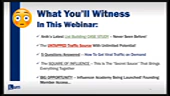 What You'll Witness
In This Webinar:
Anik's Latest List Building CASE STUDY – Never Seen Before!
The UNTAPPED Traffic Source With Unlimited Potential!
5 Questions Answered – How To Get Viral Traffic on Demand
The SQUARE OF INFLUENCE – This is the "Secret Sauce" That Brings
Everything Together
BIG OPPORTUNITY – Influencer Academy Being Launched! Founding
Member Access...